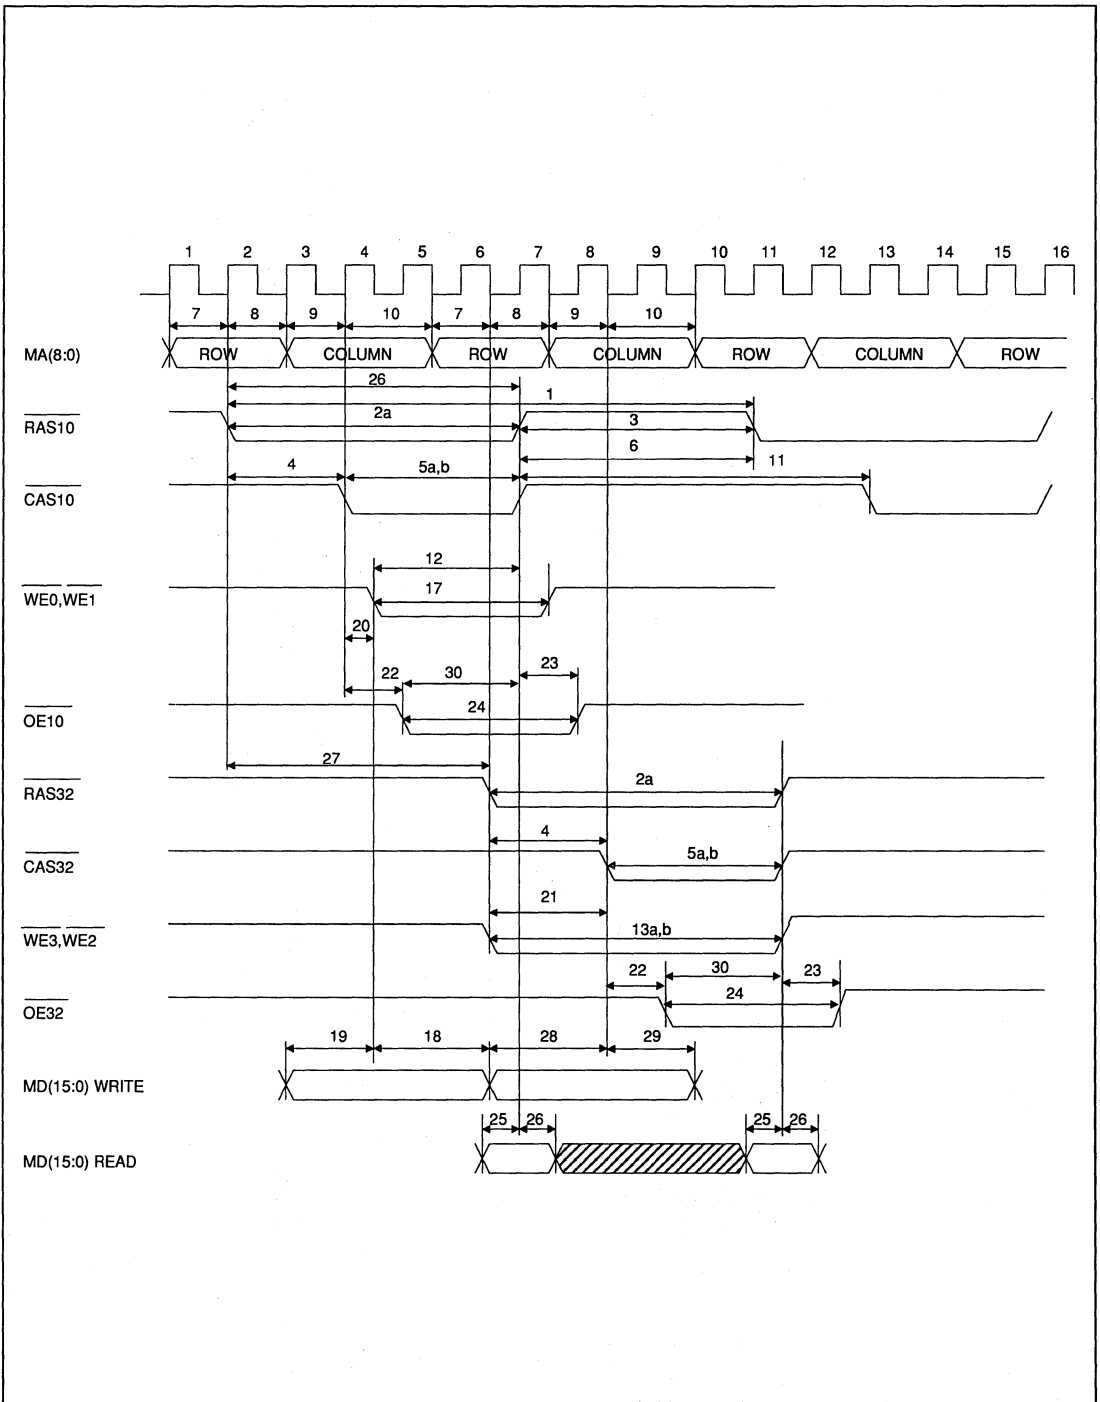 1 2 3 4 5 6 7 8 9 10 11 12 13 14 15 16
7 8 9 10 7 8 9 10
MA(8:0) ROW COLUMN ROW COLUMN ROW COLUMN ROW
26
1
RAS10 2a 3
6
4 5a,b 11
CAS10
12
WE0,WE1 17
20
22 30 23
OE10 24
27
RAS32 2a
4
CAS32 5a,b
21
WE3,WE2 13a,b
22 30 23
OE32 24
19 18 28 29
MD(15:0) WRITE
25 26 25 26
MD(15:0) READ